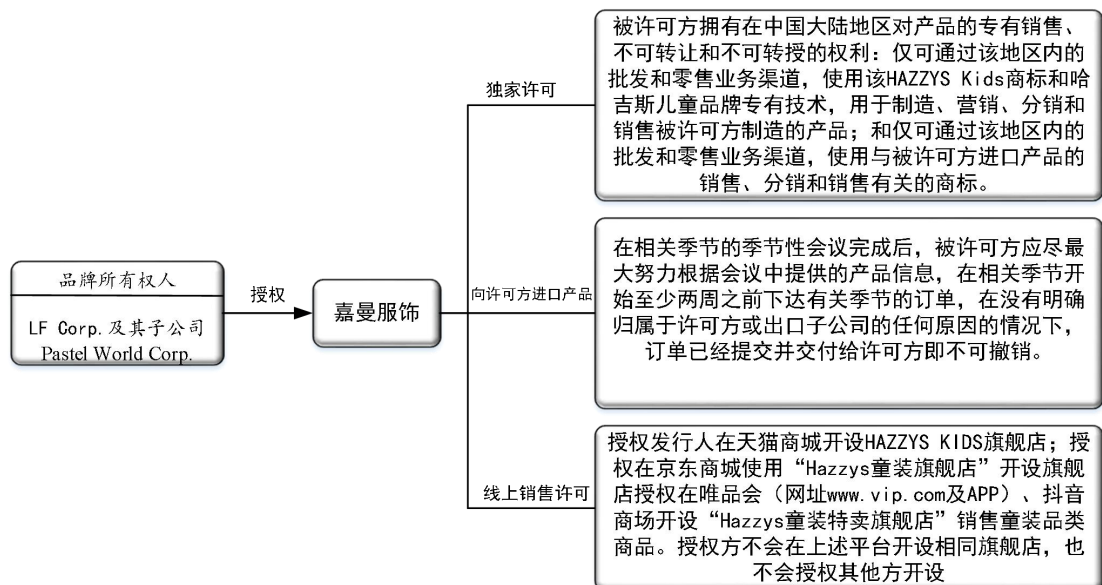 品牌所有权人
LF Corp.及其子公司
Pastel World Corp.
授权
嘉曼服饰
独家许可
被许可方拥有在中国大陆地区对产品的专有销售、
不可转让和不可转授的权利：仅可通过该地区内的
批发和零售业务渠道，使用该HAZZYS Kids商标和哈
吉斯儿童品牌专有技术，用于制造、营销、分销和
销售被许可方制造的产品；和仅可通过该地区内的
批发和零售业务渠道，使用与被许可方进口产品的
销售、分销和销售有关的商标。
向许可方进口产品
在相关季节的季节性会议完成后，被许可方应尽最
大努力根据会议中提供的产品信息，在相关季节开
始至少两周之前下达有关季节的订单，在没有明确
归属于许可方或出口子公司的任何原因的情况下，
订单已经提交并交付给许可方即不可撤销。
线上销售许可
授权发行人在天猫商城开设HAZZYS KIDS旗舰店；授
权在京东商城使用“Hazzys童装旗舰店”开设旗舰
店授权在唯品会（网址www.vip.com及APP）、抖音
商场开设“Hazzys童装特卖旗舰店”销售童装品类
商品。授权方不会在上述平台开设相同旗舰店，也
不会授权其他方开设